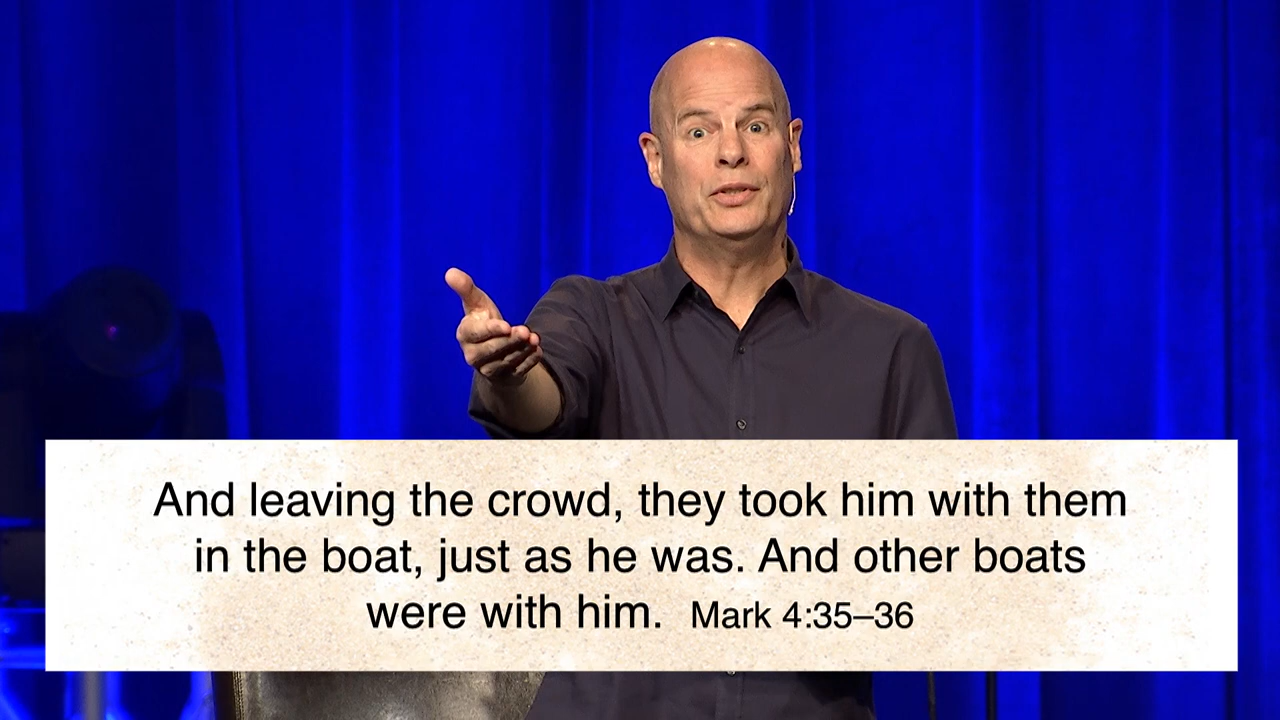 And leaving the crowd, they took him with them
in the boat, just as he was. And other boats
were with him. Mark 4:35–36